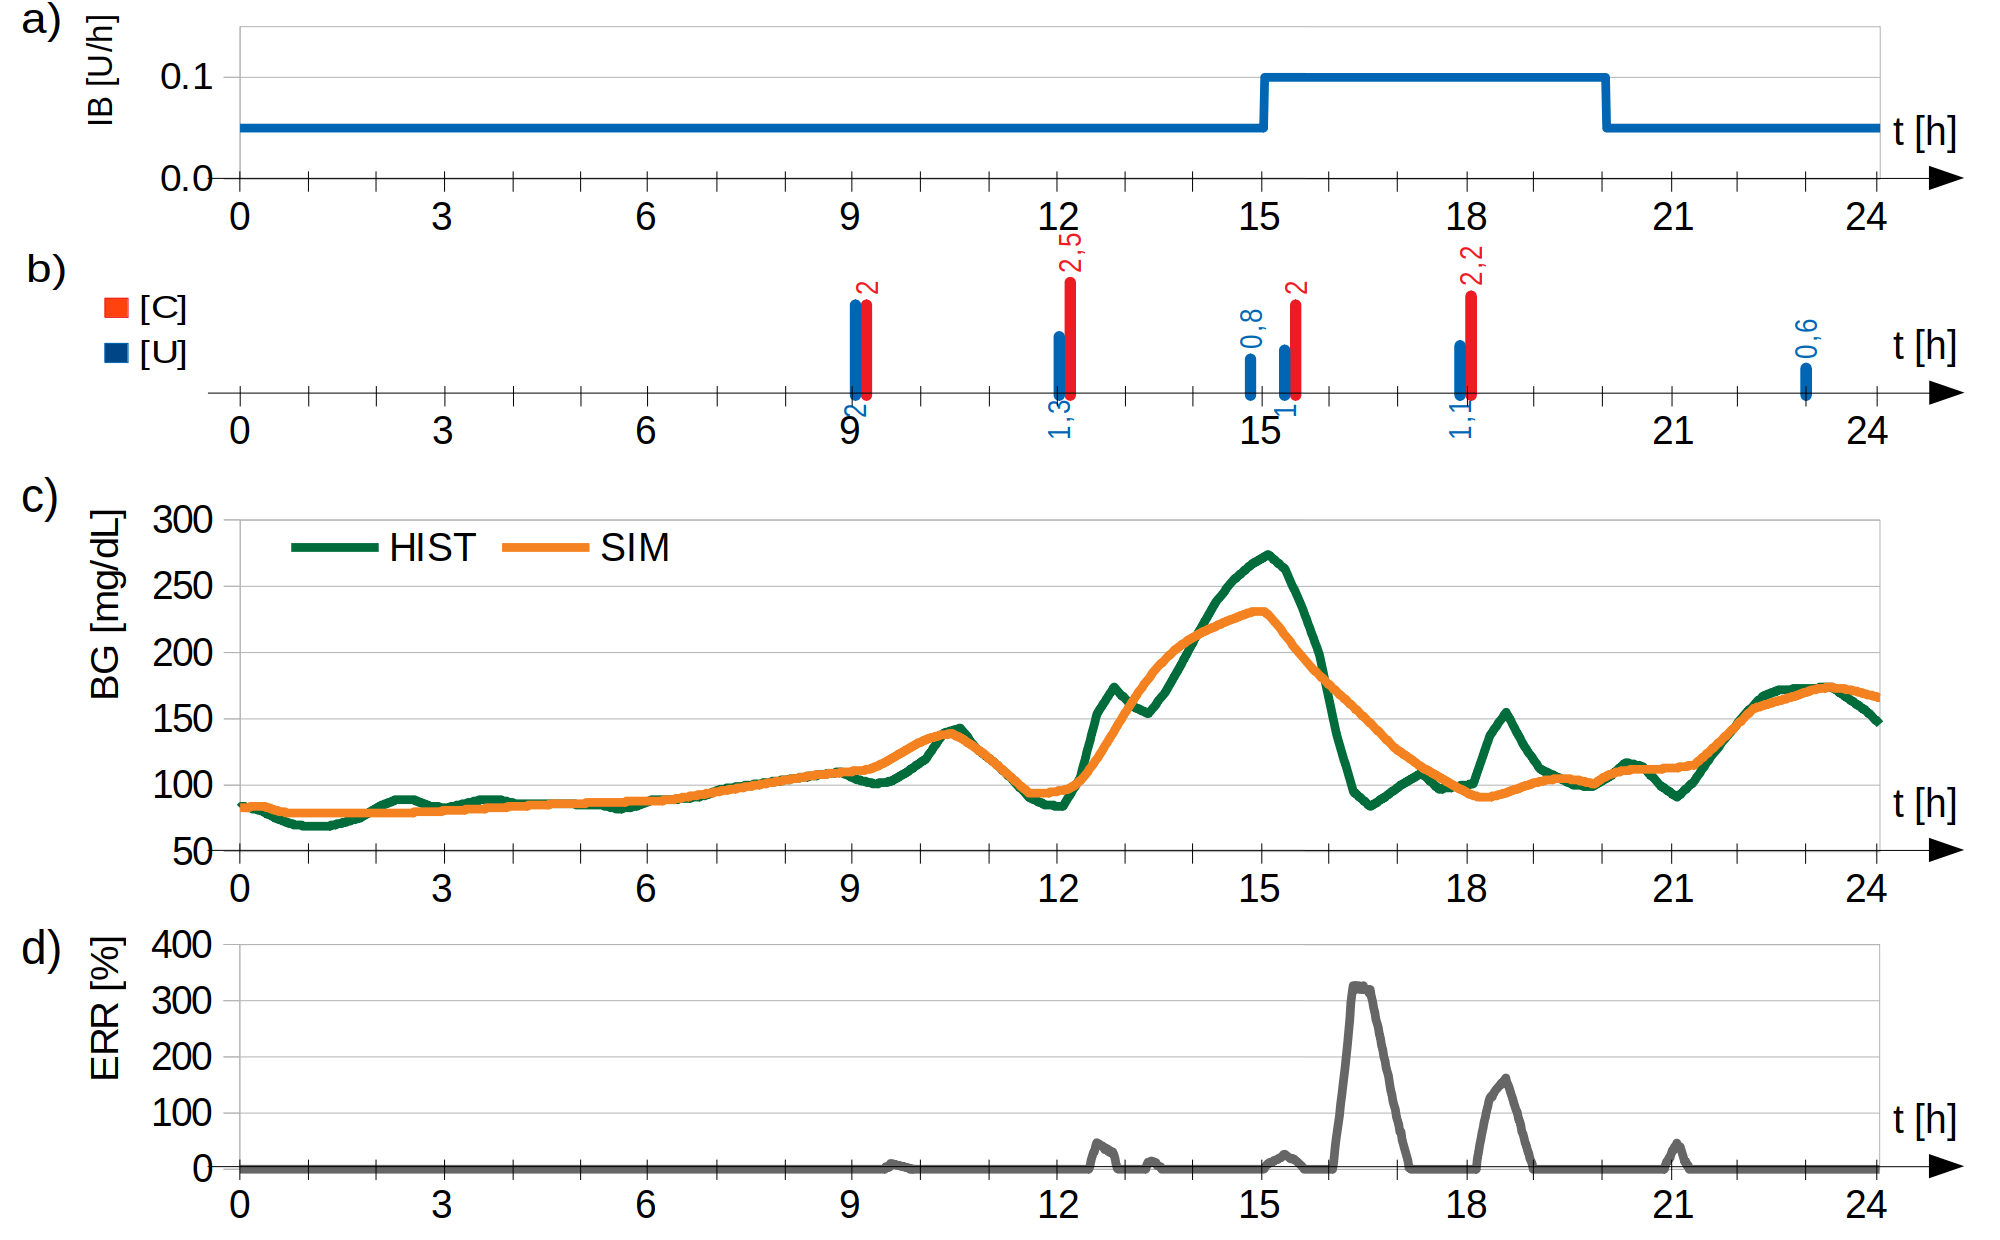 a)
IB [U/h]
0.1
0.0
t [h]
0 3 6 9 12 15 18 21 24
b)
[C]
[U]
2 2,5 0,8 2 2,2 0,6
t [h]
2 1,3 1 1,1
0 3 6 9 15 21 24
c)
BG [mg/dL]
300
HIST SIM
250
200
150
100
50
t [h]
0 3 6 9 12 15 18 21 24
d)
ERR [%]
400
300
200
100
0
t [h]
0 3 6 9 12 15 18 21 24